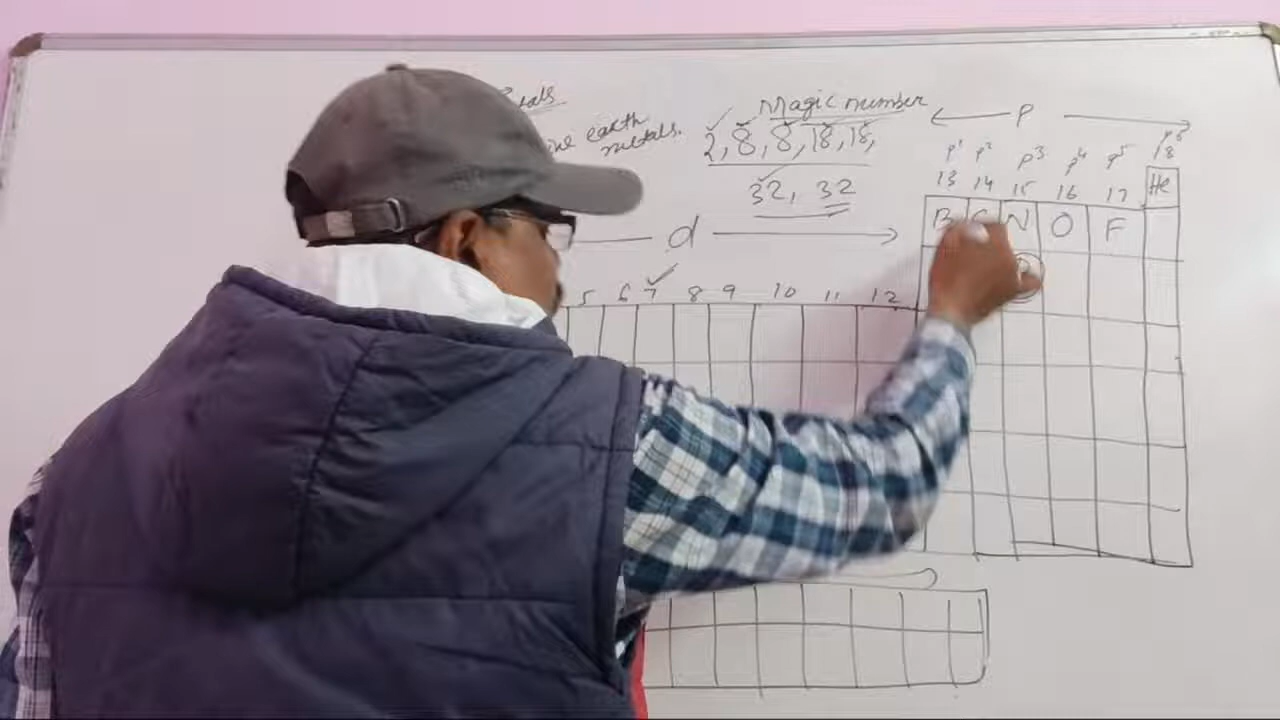 Magic number
2, 8, 8, 18, 18,
32, 32
earth
metals.
d
5 6 7 8 9 10 11 12
P
p1 p2 p3 p4 p5 p6
13 14 15 16 17 18
He
B C N O F
P